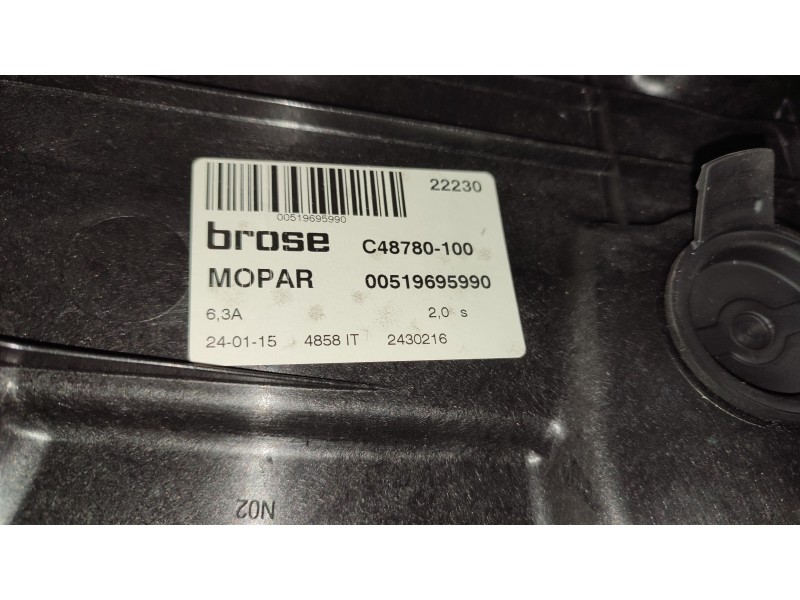 22230
00519695990
brose C48780-100
MOPAR 00519695990
6,3A 2,0 s
24-01-15 4858 IT 2430216
N02